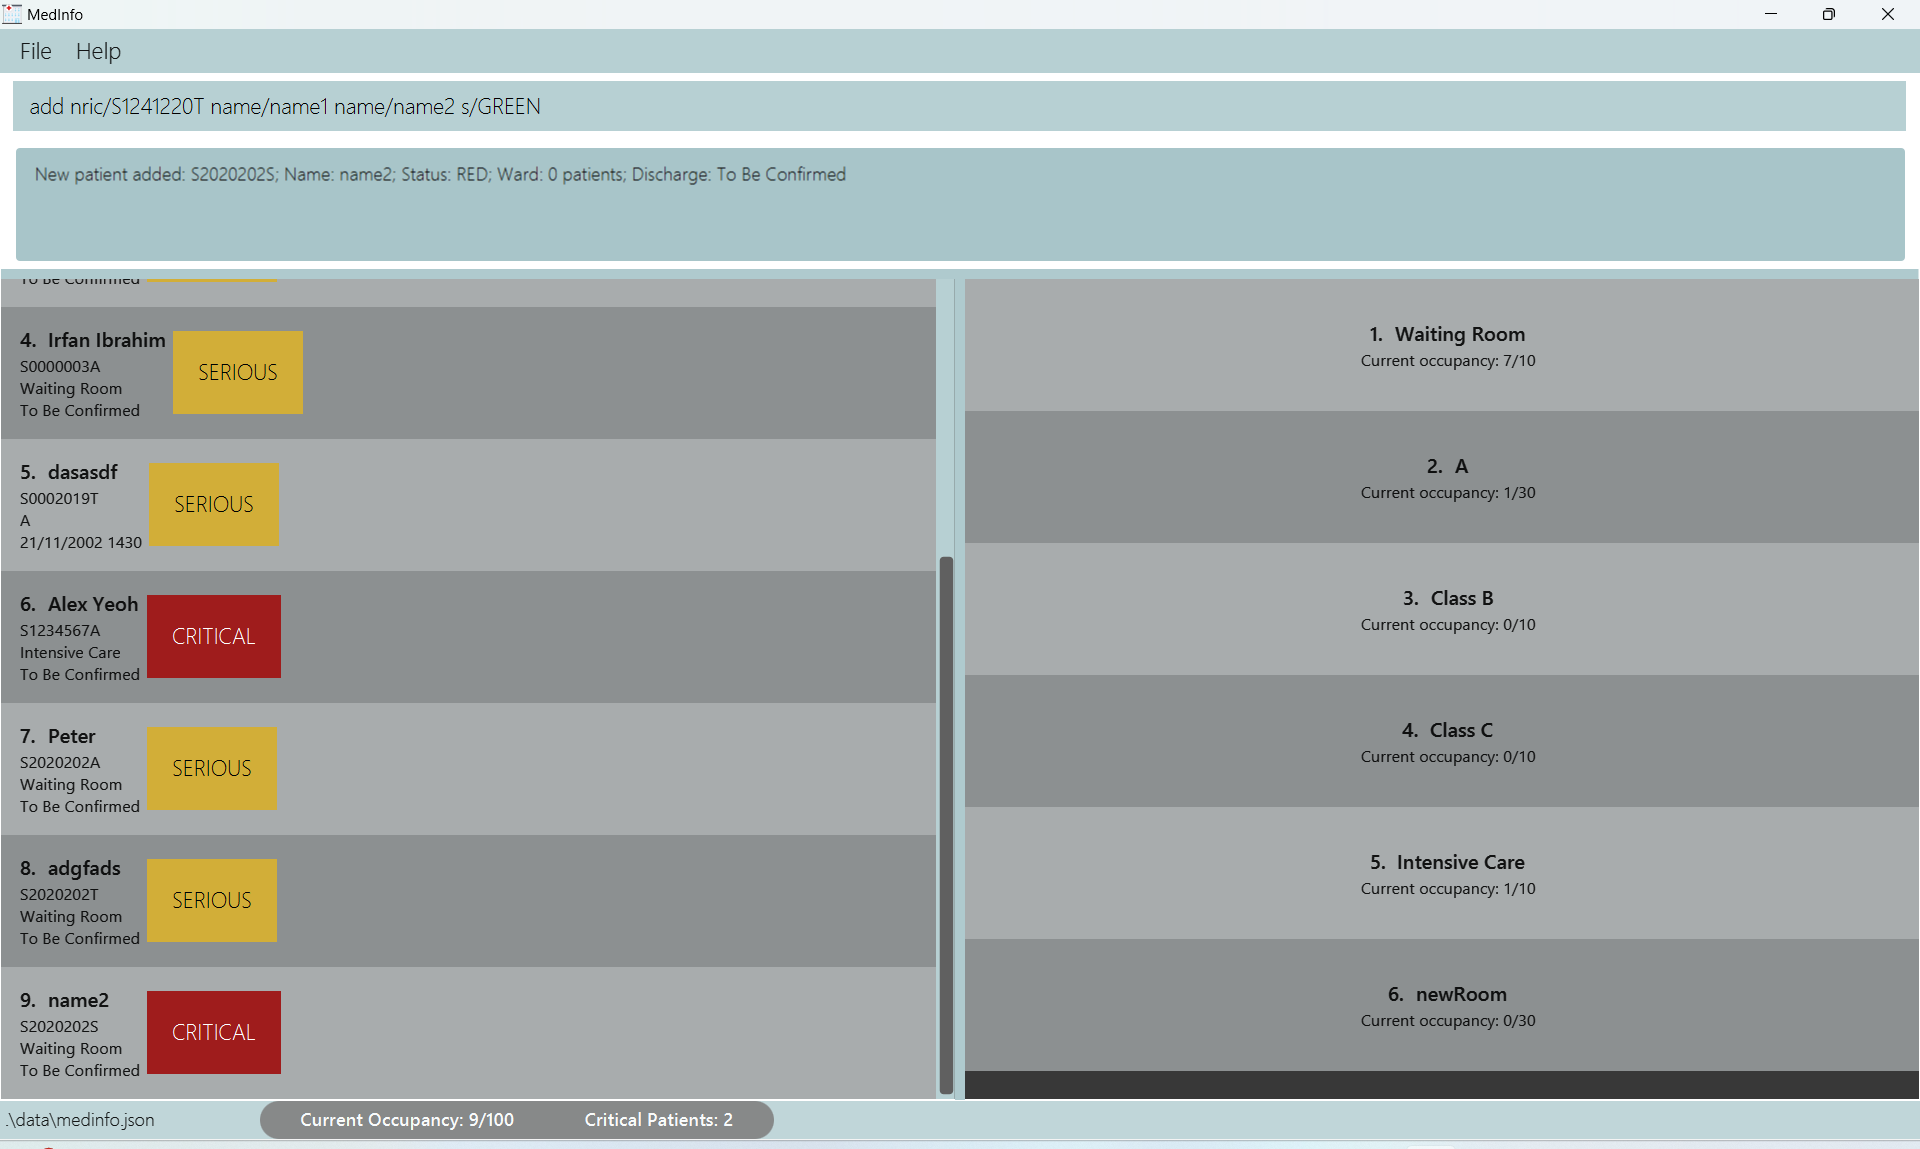 MedInfo
File Help
add nric/S1241220T name/name1 name/name2 s/GREEN
New patient added: S2020202S; Name: name2; Status: RED; Ward: 0 patients; Discharge: To Be Confirmed
To Be Confirmed
4. Irfan Ibrahim
S0000003A
Waiting Room
To Be Confirmed
SERIOUS
5. dasasdf
S0002019T
A
21/11/2002 1430
SERIOUS
6. Alex Yeoh
S1234567A
Intensive Care
To Be Confirmed
CRITICAL
7. Peter
S2020202A
Waiting Room
To Be Confirmed
SERIOUS
8. adgfads
S2020202T
Waiting Room
To Be Confirmed
SERIOUS
9. name2
S2020202S
Waiting Room
To Be Confirmed
CRITICAL
1. Waiting Room
Current occupancy: 7/10
2. A
Current occupancy: 1/30
3. Class B
Current occupancy: 0/10
4. Class C
Current occupancy: 0/10
5. Intensive Care
Current occupancy: 1/10
6. newRoom
Current occupancy: 0/30
.\data\medinfo.json
Current Occupancy: 9/100
Critical Patients: 2